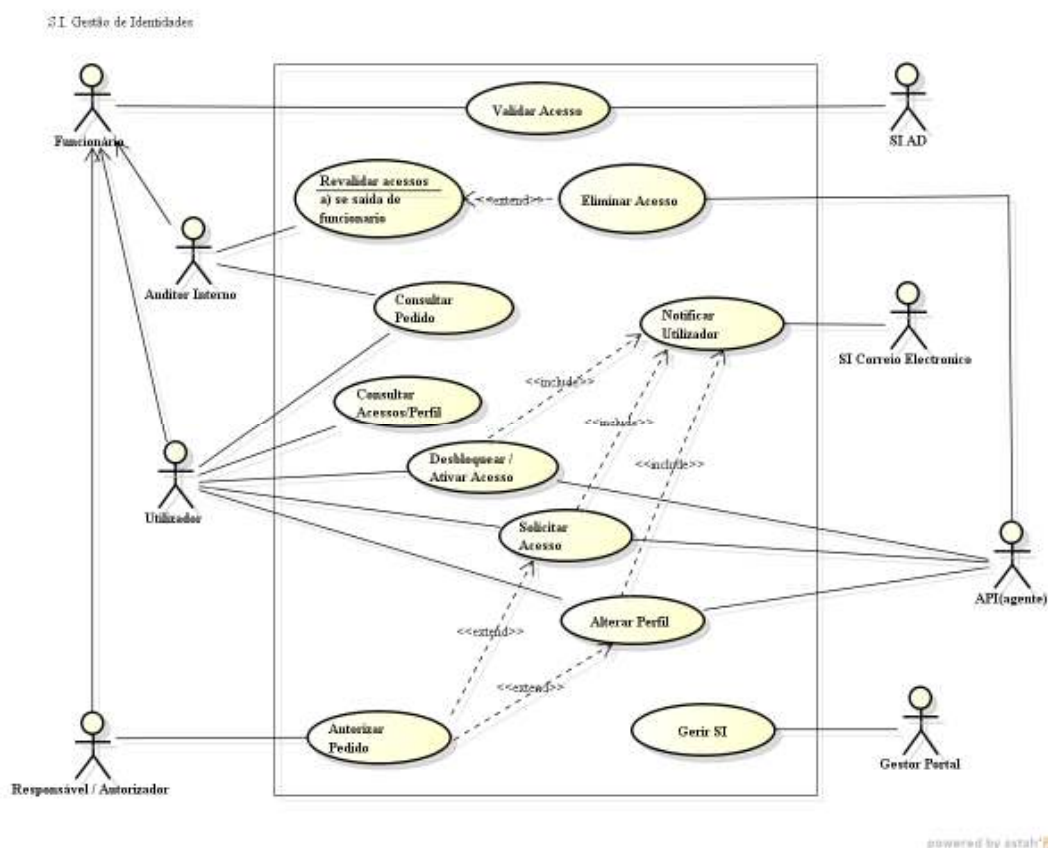 S.I. Gestão de Identidades
Validar Acesso
Funcionário
SI AD
Revalidar acessos
a) se saida de
funcionario
<<extend>>
Eliminar Acesso
Auditor Interno
Consultar
Pedido
Notificar
Utilizador
SI Correio Electronico
<<include>>
Consultar
Acessos/Perfil
<<include>>
Desbloquear /
Ativar Acesso
<<include>>
Utilizador
Solicitar
Acesso
API(agente)
Alterar Perfil
<<extend>>
<<extend>>
Autorizar
Pedido
Gerir SI
Gestor Portal
Responsável / Autorizador
powered by astah